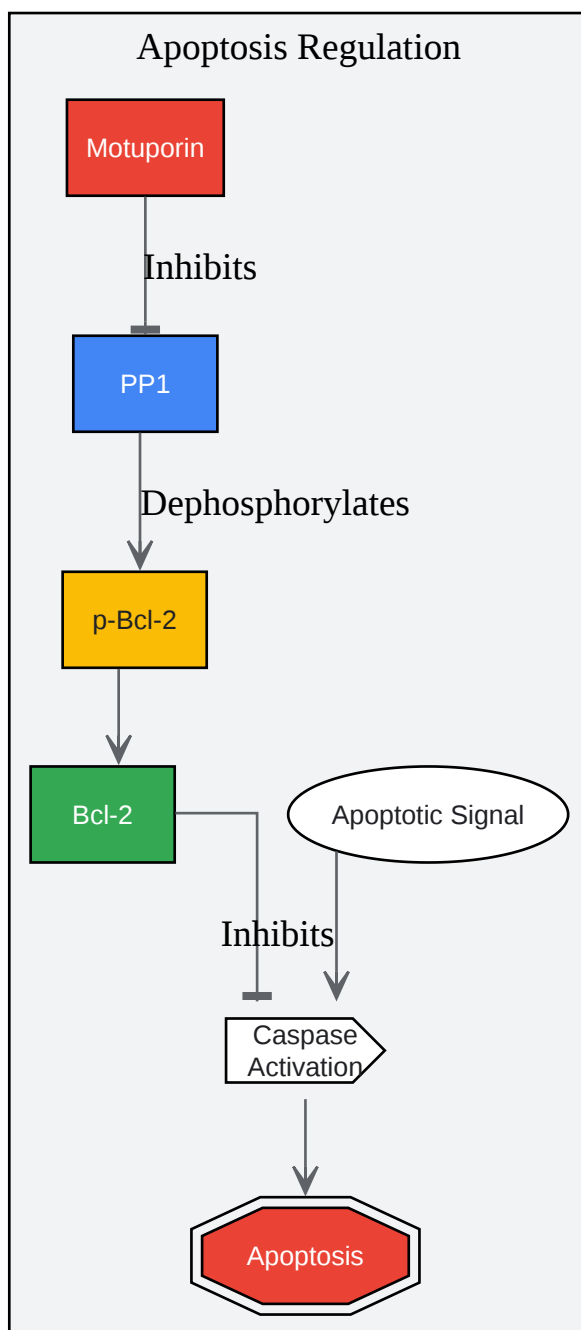 Apoptosis Regulation
Motuporin
Inhibits
PP1
Dephosphorylates
p-Bcl-2
Bcl-2
Apoptotic Signal
Inhibits
Caspase
Activation
Apoptosis